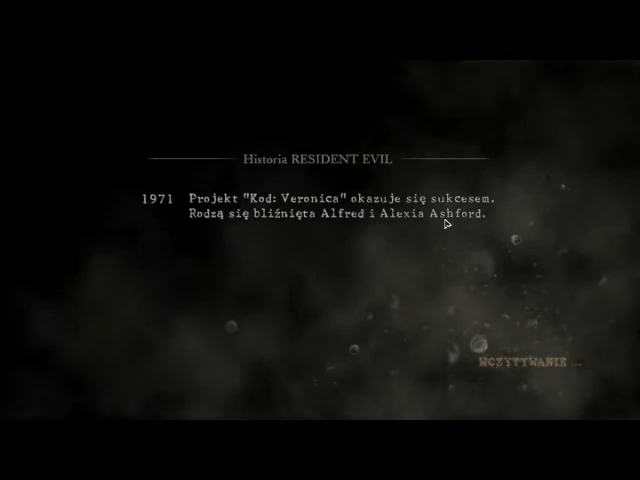 Historia RESIDENT EVIL
1971 Projekt "Kod: Veronica" okazuje się sukcesem.
Rodzą się bliźnięta Alfred i Alexia Ashford.
WCZYTYWANIE ...